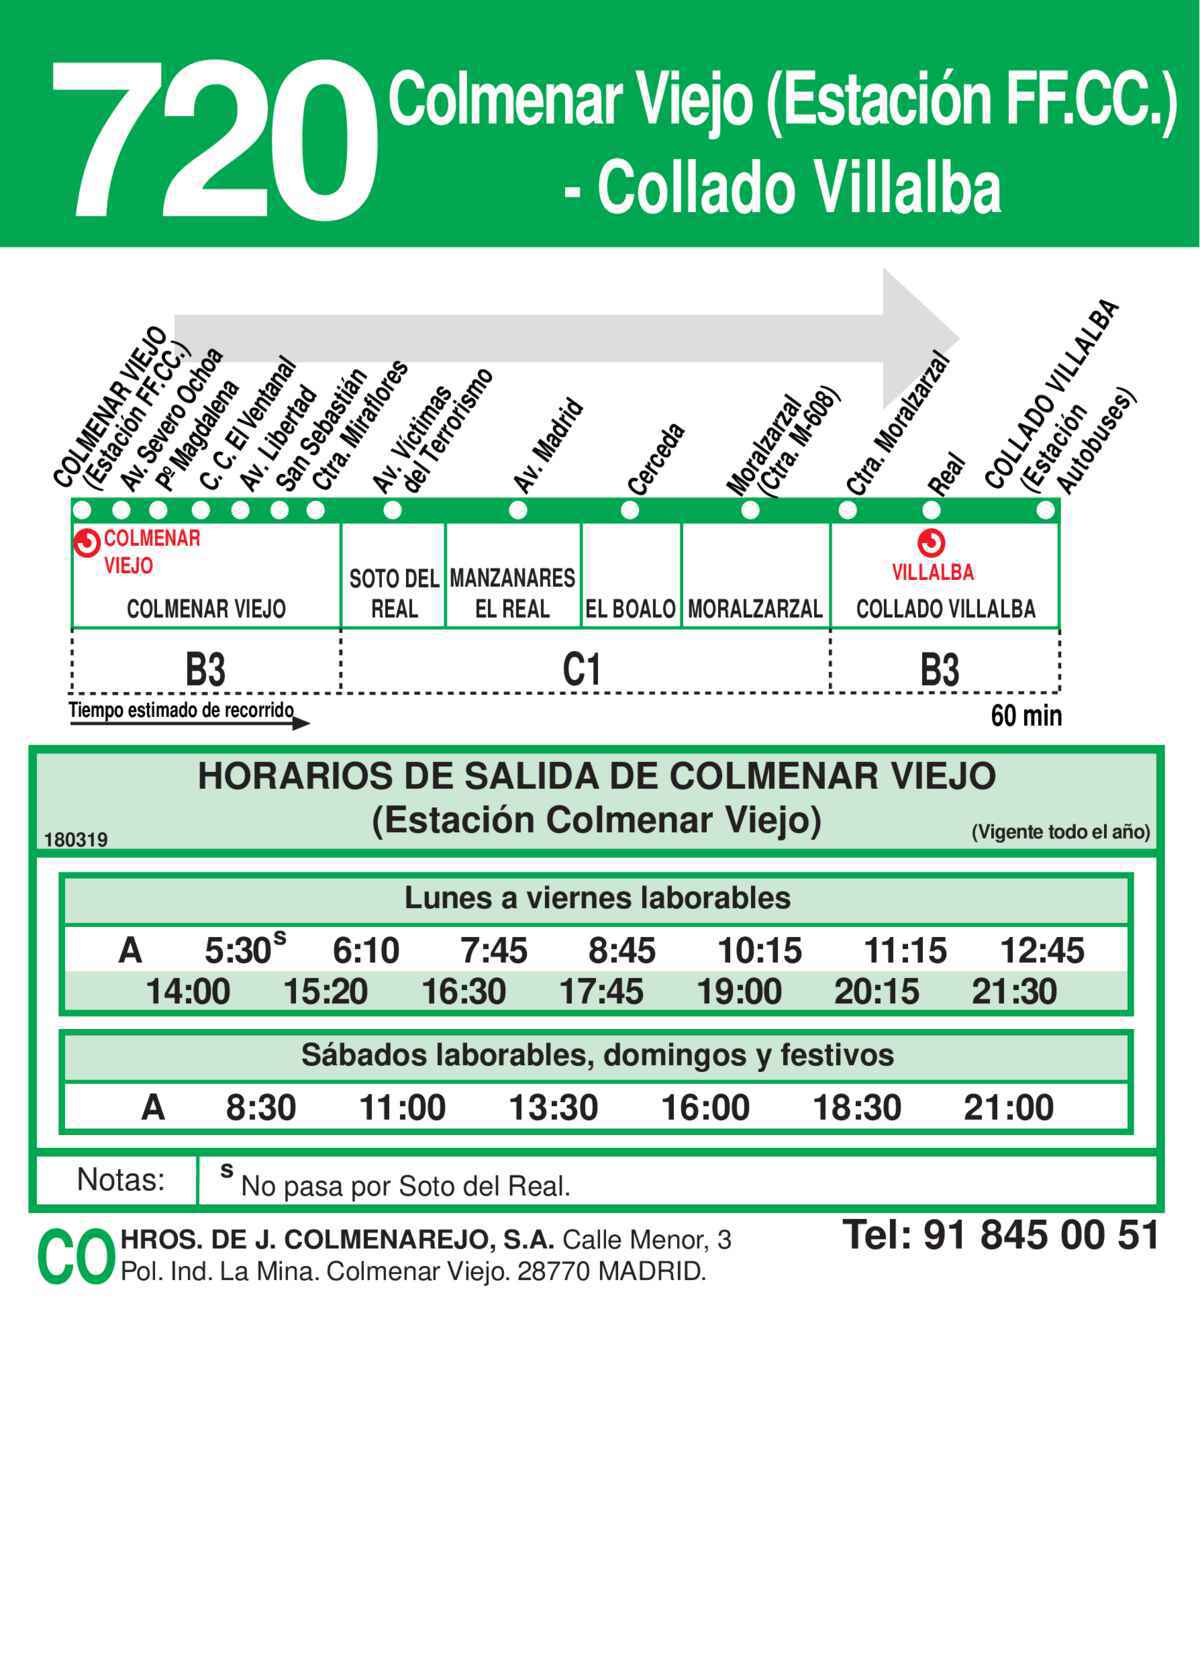 720
Colmenar Viejo (Estación FF.CC.)
- Collado Villalba
COLMENAR VIEJO
(Estación FF.CC.)
Av. Severo Ochoa
Pº Magdalena
C. C. El Ventanal
Av. Libertad
San Sebastián
Ctra. Miraflores
Av. Víctimas
del Terrorismo
Av. Madrid
Cerceda
Moralzarzal
(Ctra. M-608)
Ctra. Moralzarzal
Real
COLLADO VILLALBA
(Estación
Autobuses)
COLMENAR
VIEJO
VILLALBA
COLMENAR VIEJO
SOTO DEL
REAL
MANZANARES
EL REAL
EL BOALO
MORALZARZAL
COLLADO VILLALBA
B3 C1 B3
Tiempo estimado de recorrido
60 min
HORARIOS DE SALIDA DE COLMENAR VIEJO
(Estación Colmenar Viejo)
180319
(Vigente todo el año)
Lunes a viernes laborables
A 5:30s 6:10 7:45 8:45 10:15 11:15 12:45
14:00 15:20 16:30 17:45 19:00 20:15 21:30
Sábados laborables, domingos y festivos
A 8:30 11:00 13:30 16:00 18:30 21:00
Notas: s No pasa por Soto del Real.
CO
HROS. DE J. COLMENAREJO, S.A. Calle Menor, 3
Pol. Ind. La Mina. Colmenar Viejo. 28770 MADRID.
Tel: 91 845 00 51